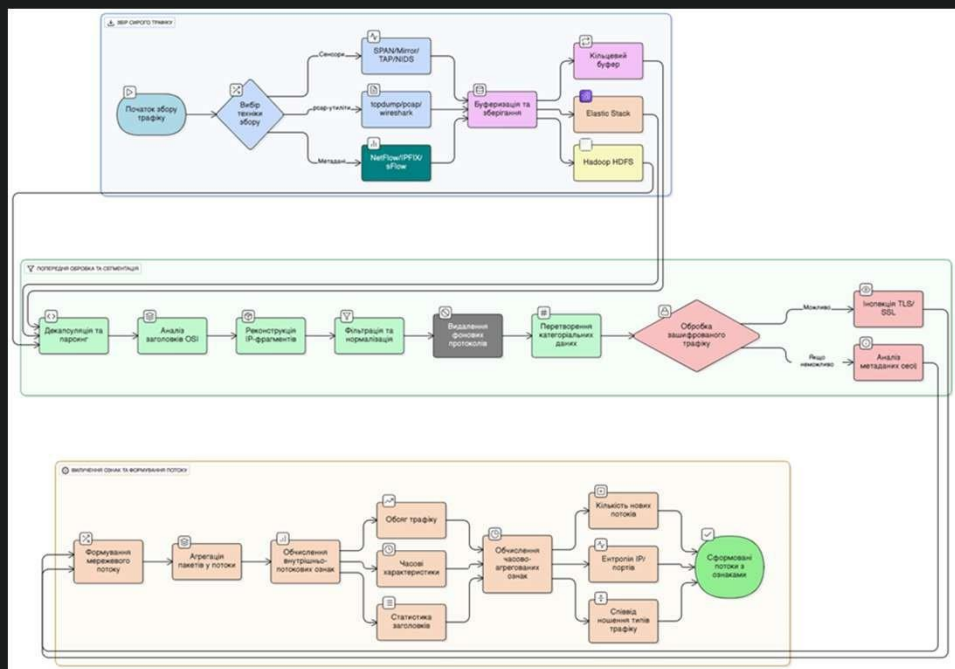 ЗБІР СИРОГО ТРАФІКУ
Початок збору
трафіку
Вибір
техніки
збору
Сенсори
pcap-утиліти
Метадані
SPAN/Mirror/
TAP/NIDS
tcpdump/pcap/
wireshark
NetFlow/IPFIX/
sFlow
Буферизація та
зберігання
Кільцевий
буфер
Elastic Stack
Hadoop HDFS
ПОПЕРЕДНЯ ОБРОБКА ТА СЕГМЕНТАЦІЯ
Декапсуляція та
парсинг
Аналіз
заголовків OSI
Реконструкція
IP-фрагментів
Фільтрація та
нормалізація
Видалення
фонових
протоколів
Перетворення
категоріальних
даних
Обробка
зашифрованого
трафіку
Можливо
Якщо
неможливо
Інспекція TLS/
SSL
Аналіз
метаданих сесії
ВИЛУЧЕННЯ ОЗНАК ТА ФОРМУВАННЯ ПОТОКУ
Формування
мережевого
потоку
Агрегація
пакетів у потоки
Обчислення
внутрішньо-
потокових ознак
Обсяг трафіку
Часові
характеристики
Статистика
заголовків
Обчислення
часово-
агрегованих
ознак
Кількість нових
потоків
Ентропія IP/
портів
Співвід
ношення типів
трафіку
Сформовані
потоки з
ознаками